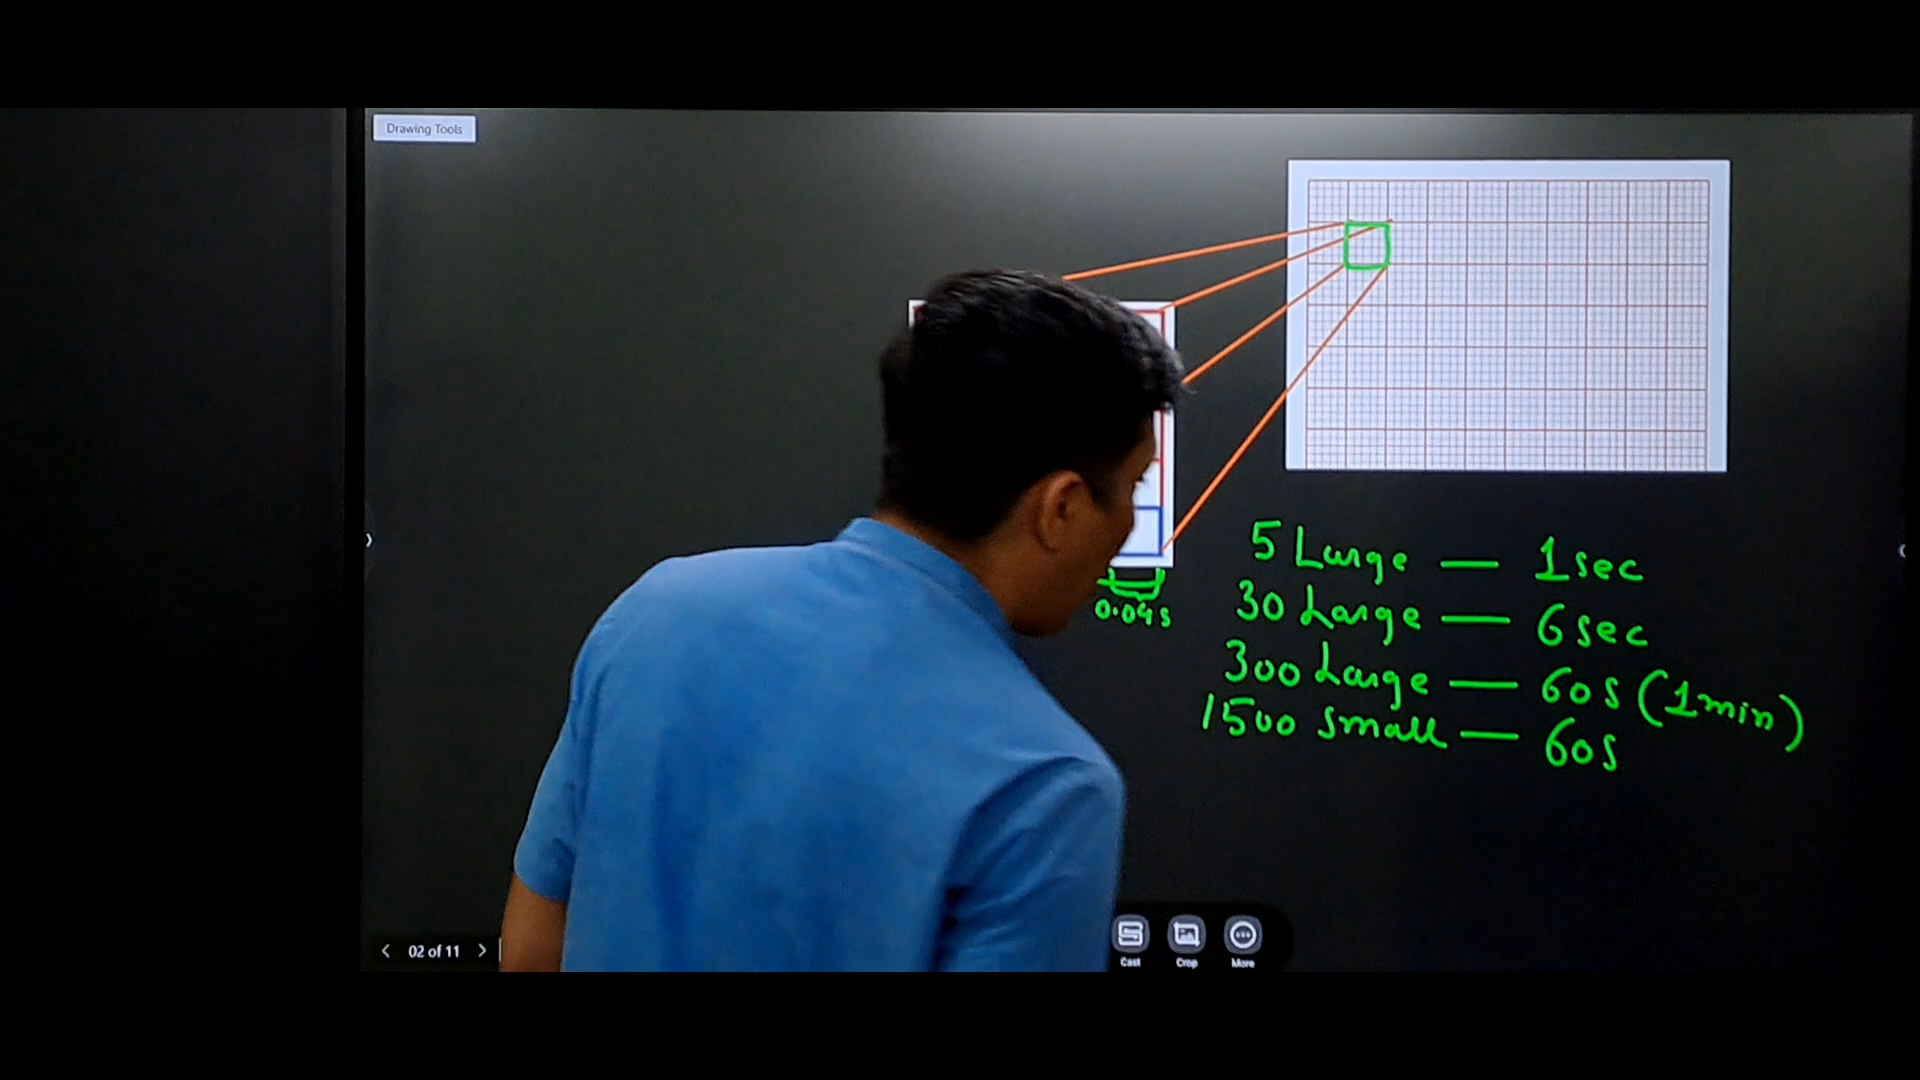 Drawing Tools
5 Large — 1sec
0.04s
30 Large — 6sec
300 Large — 60s (1min)
1500 small — 60s
02 of 11
Cast Crop More